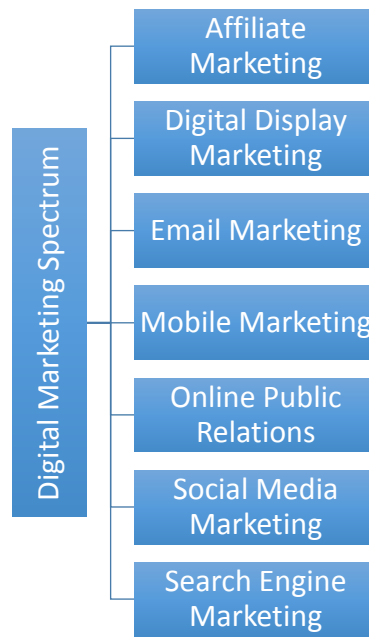 Digital Marketing Spectrum
Affiliate
Marketing
Digital Display
Marketing
Email Marketing
Mobile Marketing
Online Public
Relations
Social Media
Marketing
Search Engine
Marketing